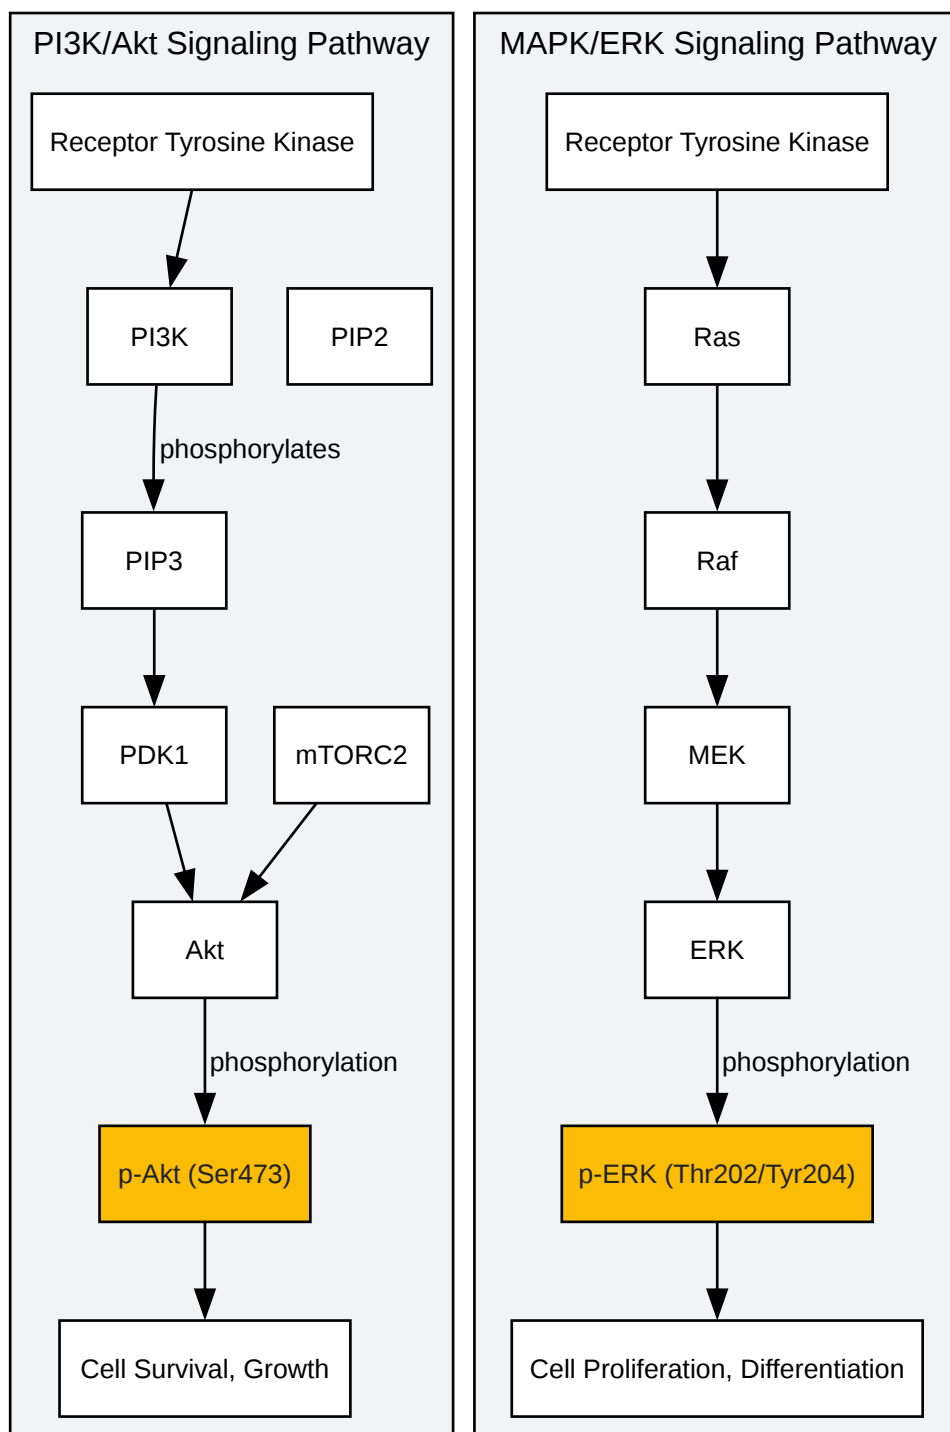 PI3K/Akt Signaling Pathway
Receptor Tyrosine Kinase
PI3K
PIP2
phosphorylates
PIP3
PDK1
mTORC2
Akt
phosphorylation
p-Akt (Ser473)
Cell Survival, Growth
MAPK/ERK Signaling Pathway
Receptor Tyrosine Kinase
Ras
Raf
MEK
ERK
phosphorylation
p-ERK (Thr202/Tyr204)
Cell Proliferation, Differentiation